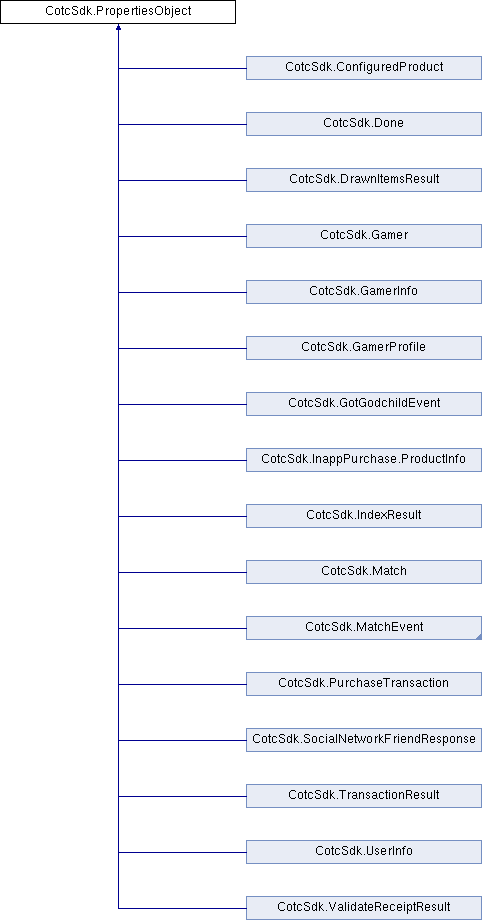 CotcSdk.PropertiesObject
CotcSdk.ConfiguredProduct
CotcSdk.Done
CotcSdk.DrawnItemsResult
CotcSdk.Gamer
CotcSdk.GamerInfo
CotcSdk.GamerProfile
CotcSdk.GotGodchildEvent
CotcSdk.InappPurchase.ProductInfo
CotcSdk.IndexResult
CotcSdk.Match
CotcSdk.MatchEvent
CotcSdk.PurchaseTransaction
CotcSdk.SocialNetworkFriendResponse
CotcSdk.TransactionResult
CotcSdk.UserInfo
CotcSdk.ValidateReceiptResult